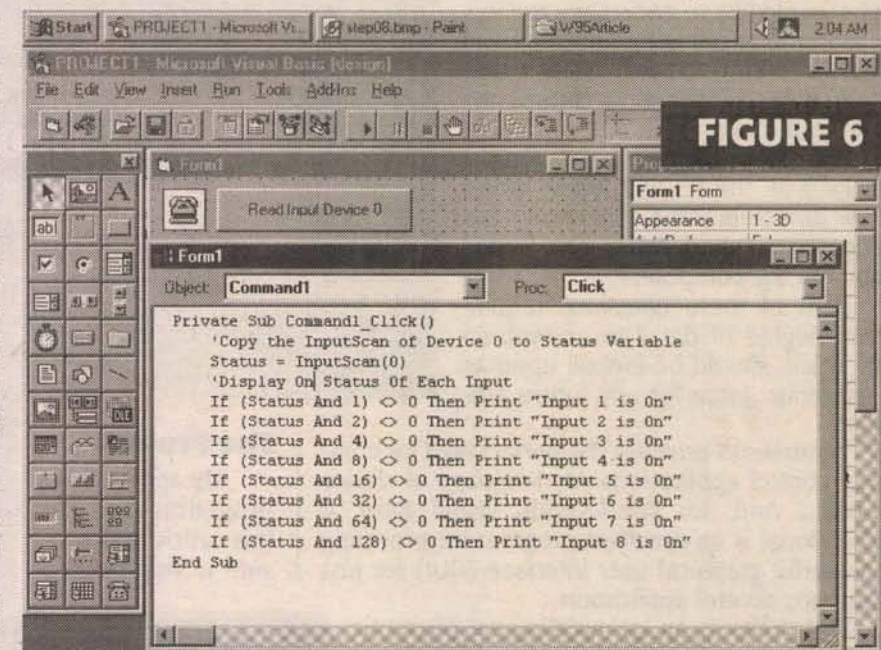 Start PROJECT1 - Microsoft Vi... step08.bmp - Paint W95Article 2:04 AM
PROJECT1 - Microsoft Visual Basic [design]
File Edit View Insert Run Tools Add-Ins Help
FIGURE 6
Form1
Form1 Form
Read Input Device 0
Appearance 1 - 3D
Form1
Object: Command1 Proc: Click
Private Sub Command1_Click()
'Copy the InputScan of Device 0 to Status Variable
Status = InputScan(0)
'Display On Status Of Each Input
If (Status And 1) <> 0 Then Print "Input 1 is On"
If (Status And 2) <> 0 Then Print "Input 2 is On"
If (Status And 4) <> 0 Then Print "Input 3 is On"
If (Status And 8) <> 0 Then Print "Input 4 is On"
If (Status And 16) <> 0 Then Print "Input 5 is On"
If (Status And 32) <> 0 Then Print "Input 6 is On"
If (Status And 64) <> 0 Then Print "Input 7 is On"
If (Status And 128) <> 0 Then Print "Input 8 is On"
End Sub